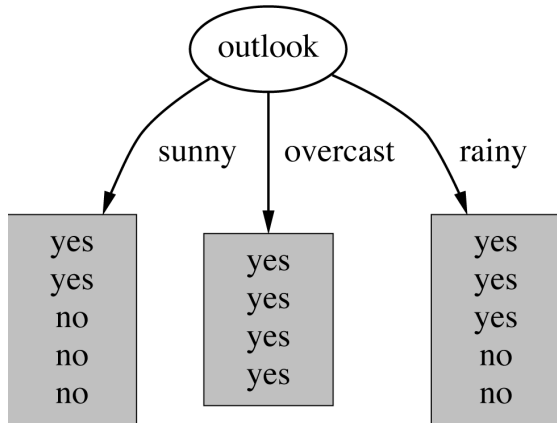 outlook
sunny
overcast
rainy
yes
yes
no
no
no
yes
yes
yes
yes
yes
yes
yes
no
no